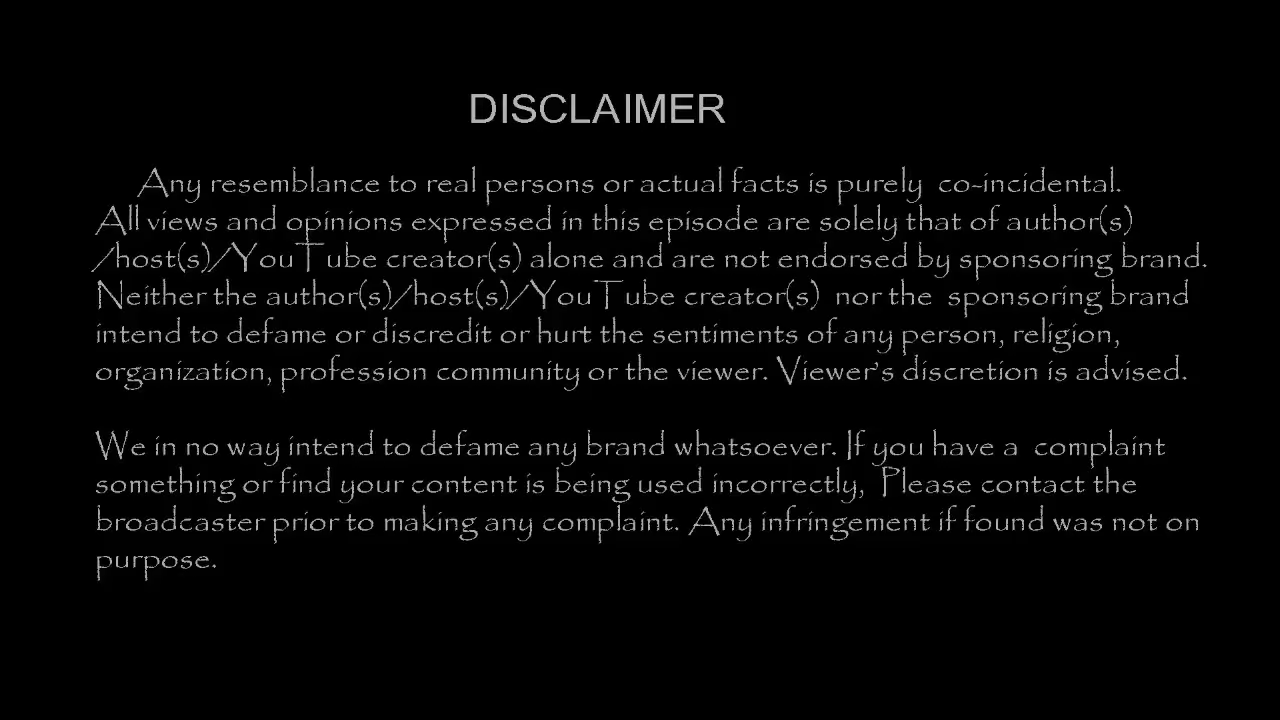 DISCLAIMER
Any resemblance to real persons or actual facts is purely co-incidental.
All views and opinions expressed in this episode are solely that of author(s)
/host(s)/YouTube creator(s) alone and are not endorsed by sponsoring brand.
Neither the author(s)/host(s)/YouTube creator(s) nor the sponsoring brand
intend to defame or discredit or hurt the sentiments of any person, religion,
organization, profession community or the viewer. Viewer's discretion is advised.
We in no way intend to defame any brand whatsoever. If you have a complaint
something or find your content is being used incorrectly, Please contact the
broadcaster prior to making any complaint. Any infringement if found was not on
purpose.